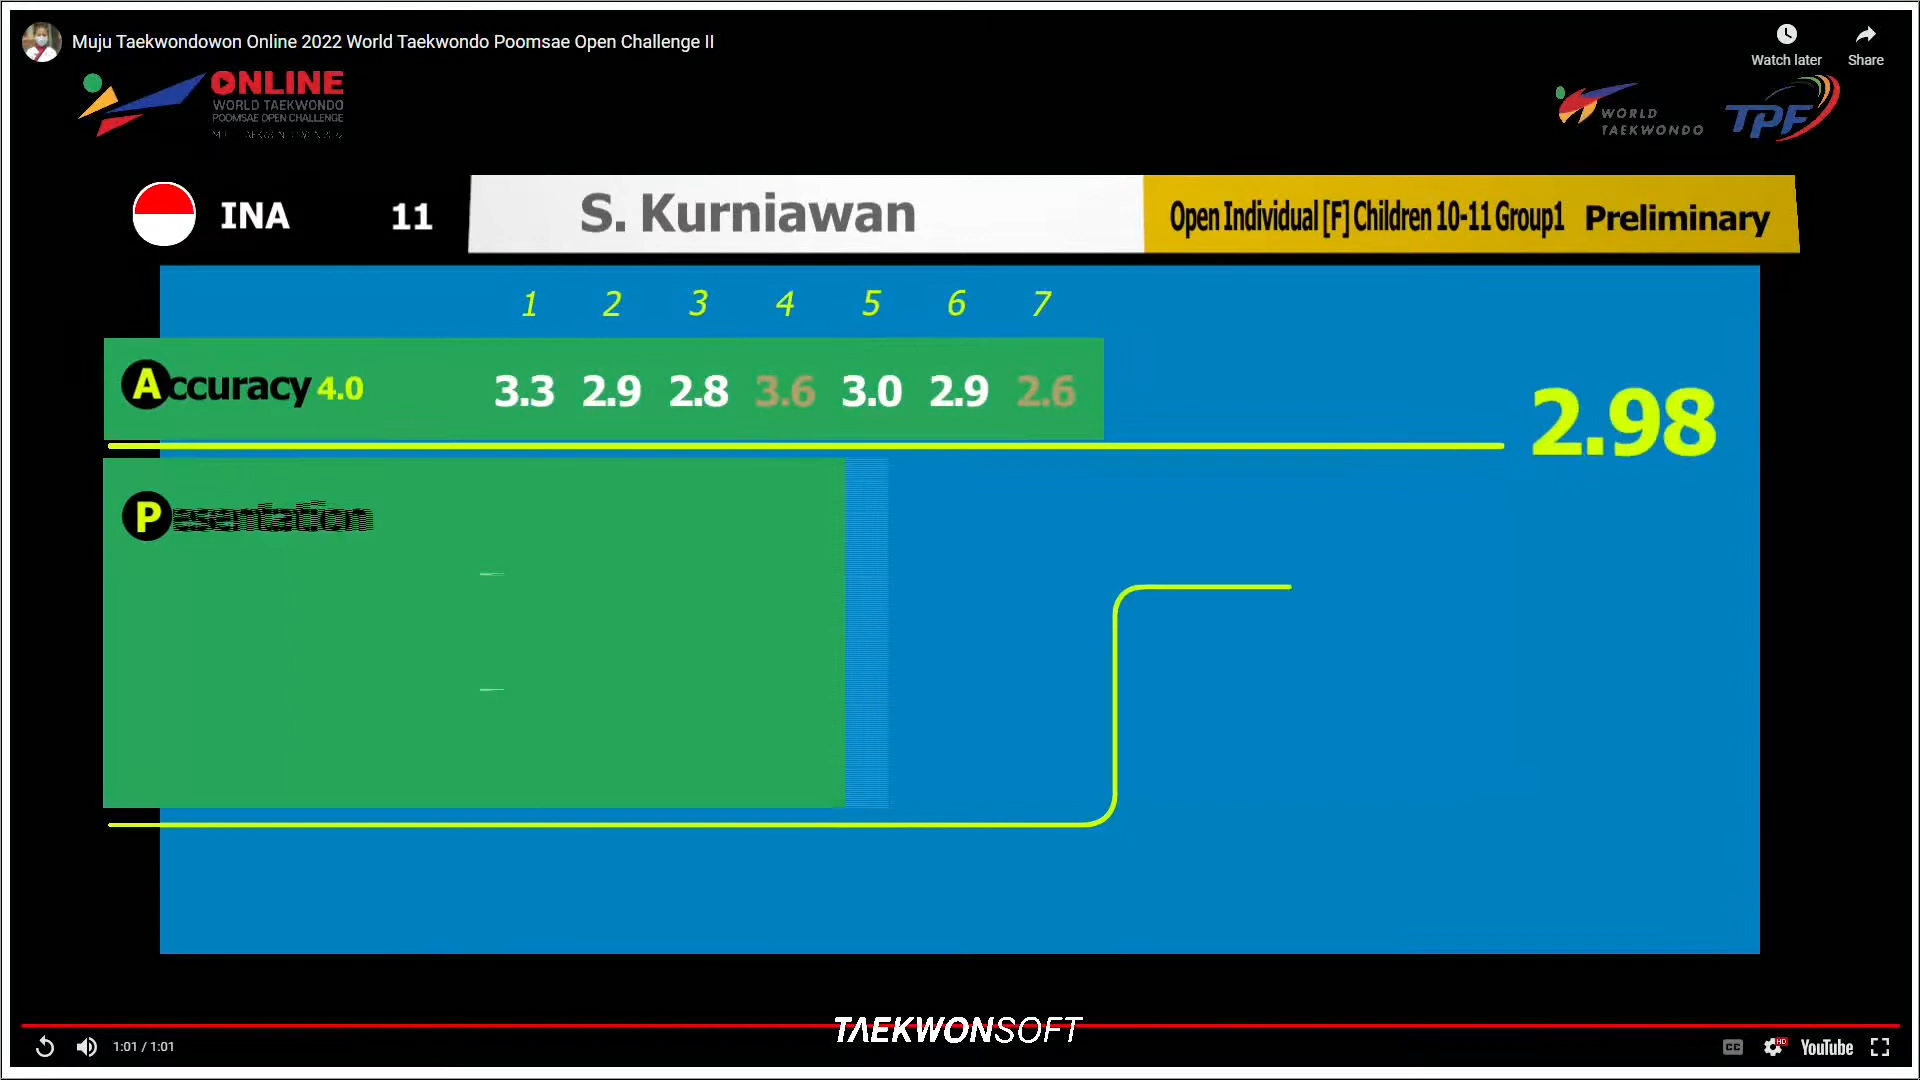 Muju Taekwondowon Online 2022 World Taekwondo Poomsae Open Challenge II
Watch later
Share
ONLINE
WORLD TAEKWONDO
POOMSAE OPEN CHALLENGE
WORLD
TAEKWONDO
TPF
INA 11 S. Kurniawan Open Individual [F] Children 10-11 Group1 Preliminary
1 2 3 4 5 6 7
Accuracy 4.0 3.3 2.9 2.8 3.6 3.0 2.9 2.6
2.98
P esentation
TAEKWONSOFT
1:01 / 1:01
CC
HD
YouTube